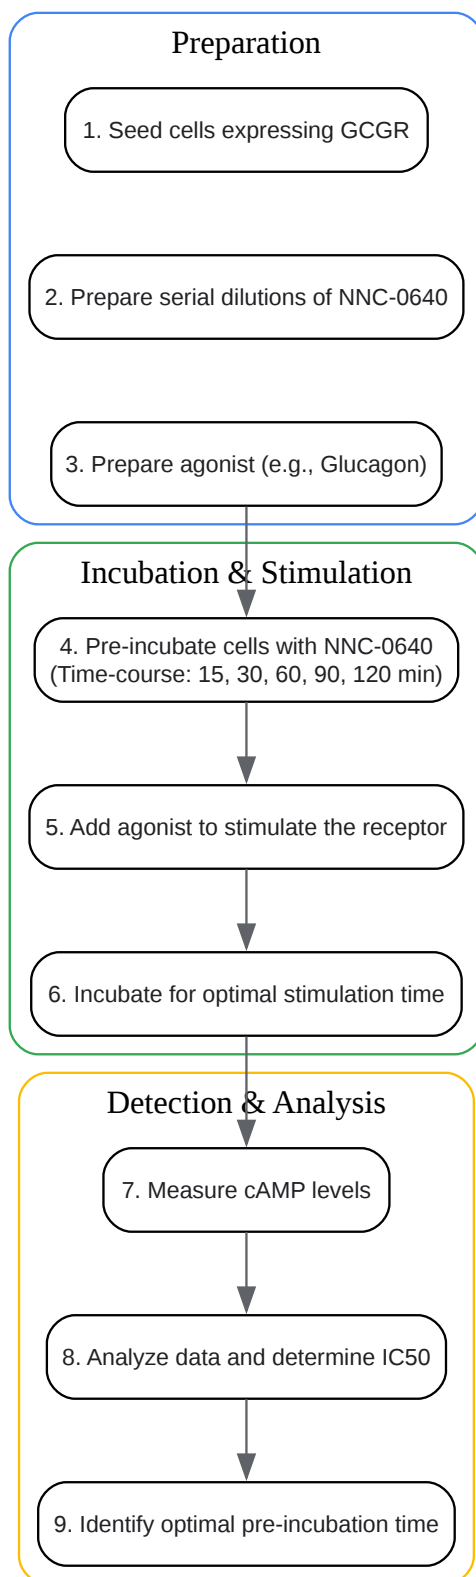 Preparation
1. Seed cells expressing GCGR
2. Prepare serial dilutions of NNC-0640
3. Prepare agonist (e.g., Glucagon)
Incubation & Stimulation
4. Pre-incubate cells with NNC-0640
(Time-course: 15, 30, 60, 90, 120 min)
5. Add agonist to stimulate the receptor
6. Incubate for optimal stimulation time
Detection & Analysis
7. Measure cAMP levels
8. Analyze data and determine IC50
9. Identify optimal pre-incubation time